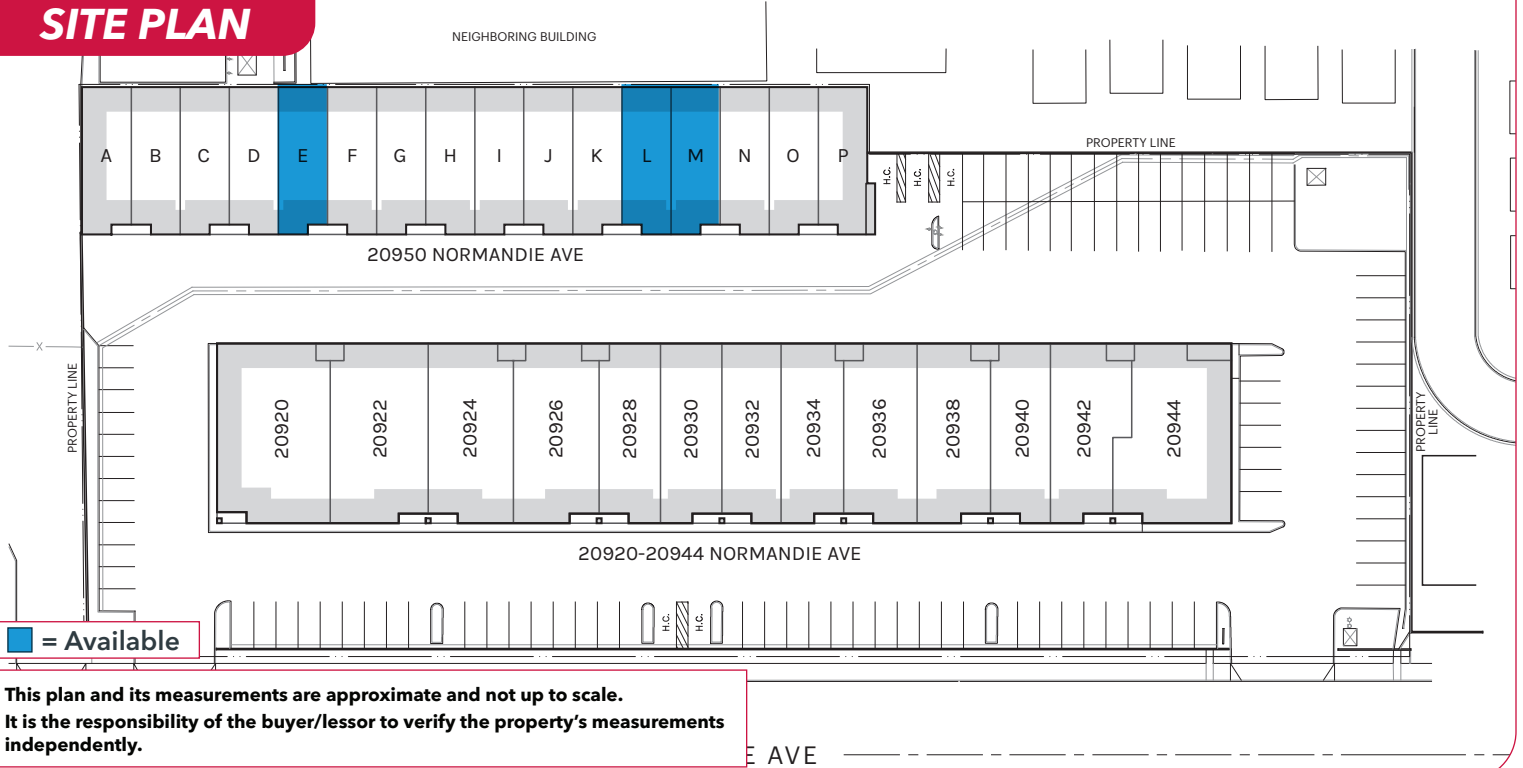 SITE PLAN
NEIGHBORING BUILDING
PROPERTY LINE
A B C D E F G H I J K L M N O P
H.C. H.C. H.C.
20950 NORMANDIE AVE
X
PROPERTY LINE
20920 20922 20924 20926 20928 20930 20932 20934 20936 20938 20940 20942 20944
PROPERTY
LINE
20920-20944 NORMANDIE AVE
H.C. H.C.
= Available
This plan and its measurements are approximate and not up to scale.
It is the responsibility of the buyer/lessor to verify the property's measurements
independently.
E AVE